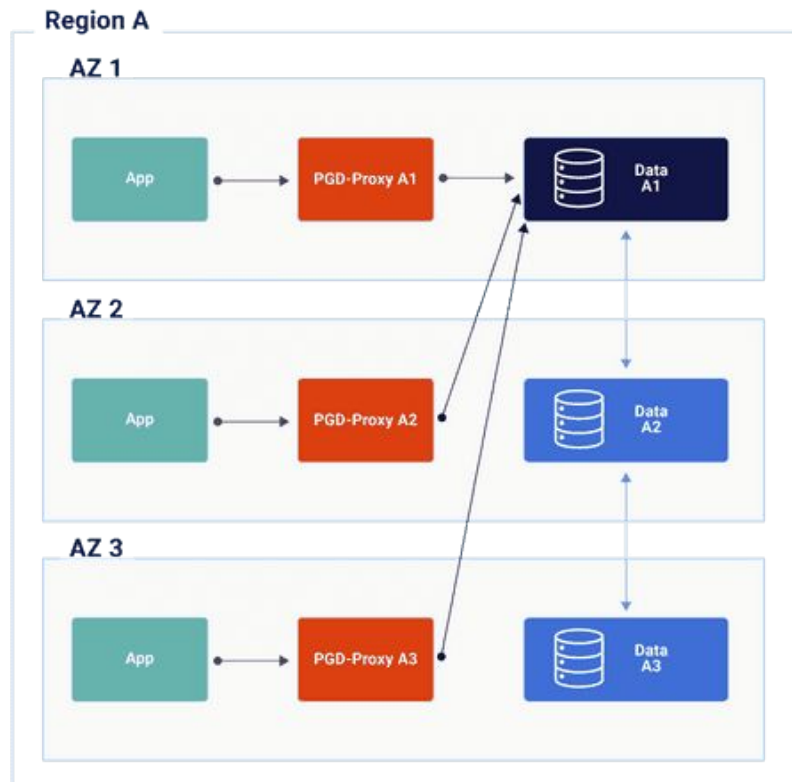 Region A
AZ 1
App
PGD-Proxy A1
Data
A1
AZ 2
App
PGD-Proxy A2
Data
A2
AZ 3
App
PGD-Proxy A3
Data
A3